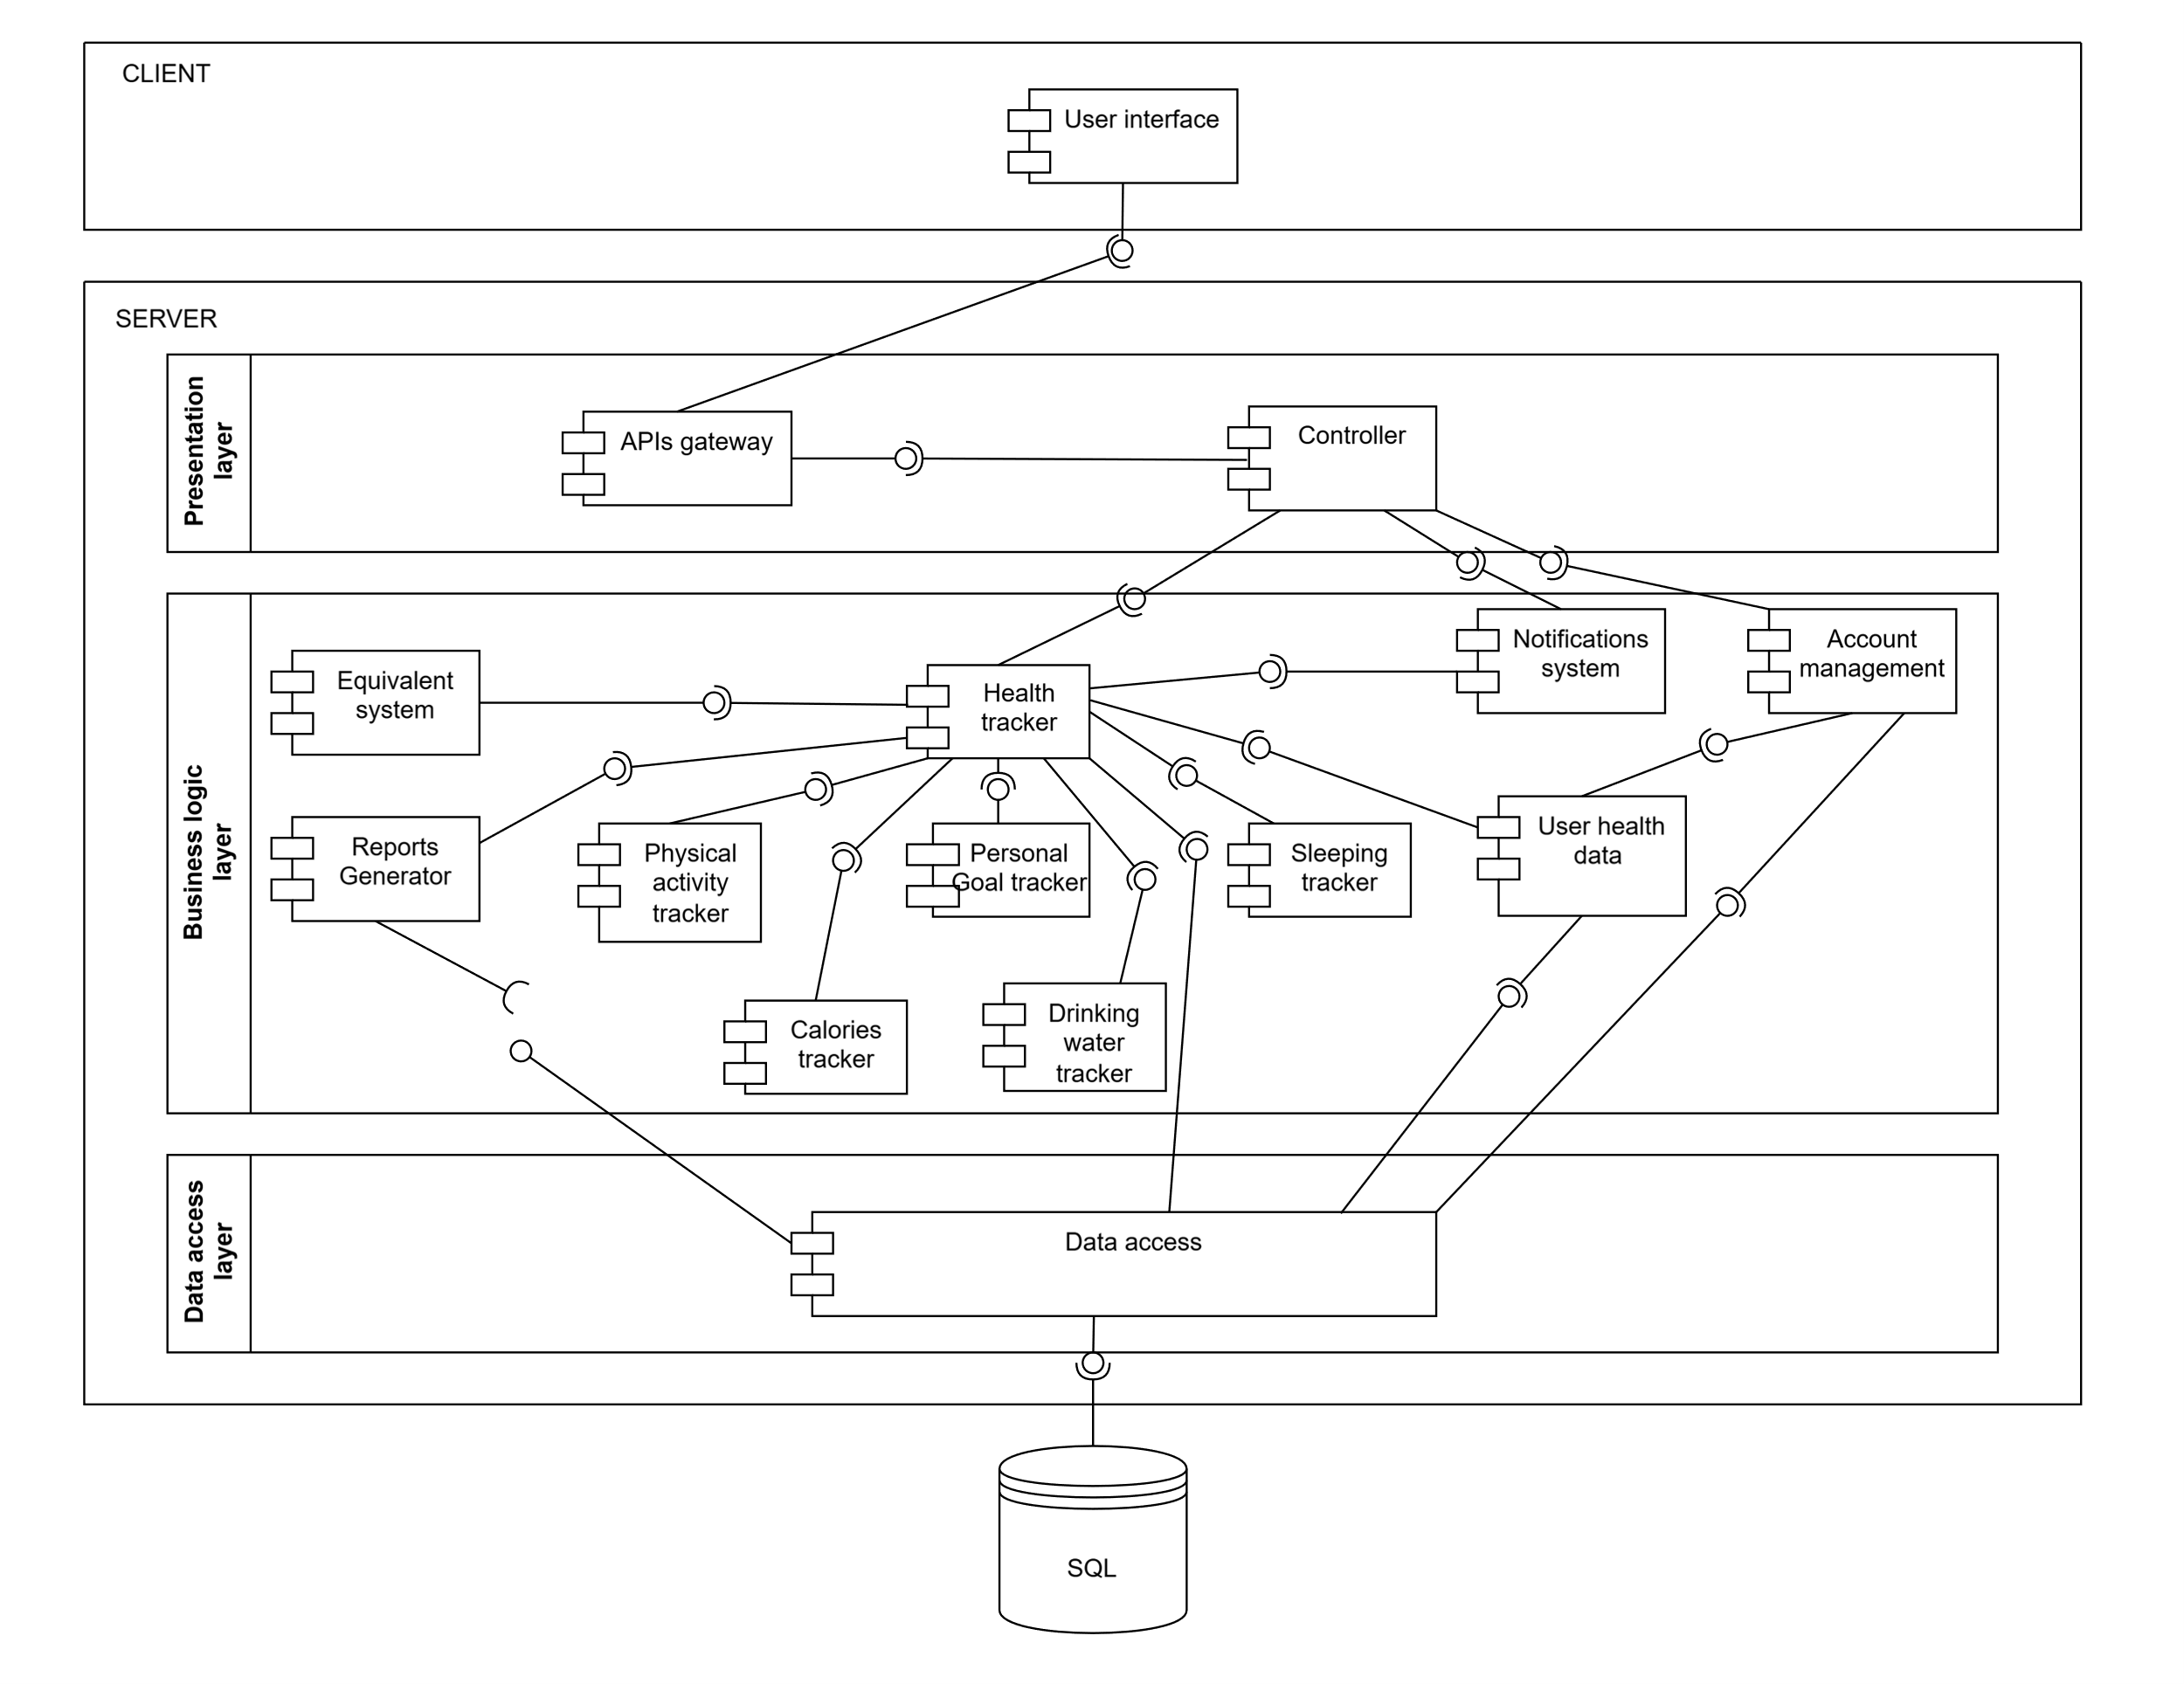 CLIENT
User interface
SERVER
Presentation
layer
APIs gateway
Controller
Business logic
layer
Equivalent
system
Health
tracker
Notifications
system
Account
management
Reports
Generator
Physical
activity
tracker
Personal
Goal tracker
Sleeping
tracker
User health
data
Calories
tracker
Drinking
water
tracker
Data access
layer
Data access
SQL